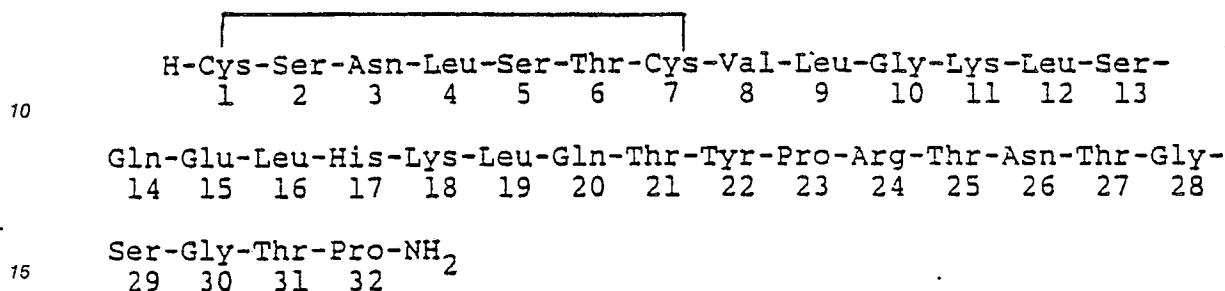 H-Cys-Ser-Asn-Leu-Ser-Thr-Cys-Val-Leu-Gly-Lys-Leu-Ser-
1 2 3 4 5 6 7 8 9 10 11 12 13
10
Gln-Glu-Leu-His-Lys-Leu-Gln-Thr-Tyr-Pro-Arg-Thr-Asn-Thr-Gly-
14 15 16 17 18 19 20 21 22 23 24 25 26 27 28
Ser-Gly-Thr-Pro-NH2
15 29 30 31 32